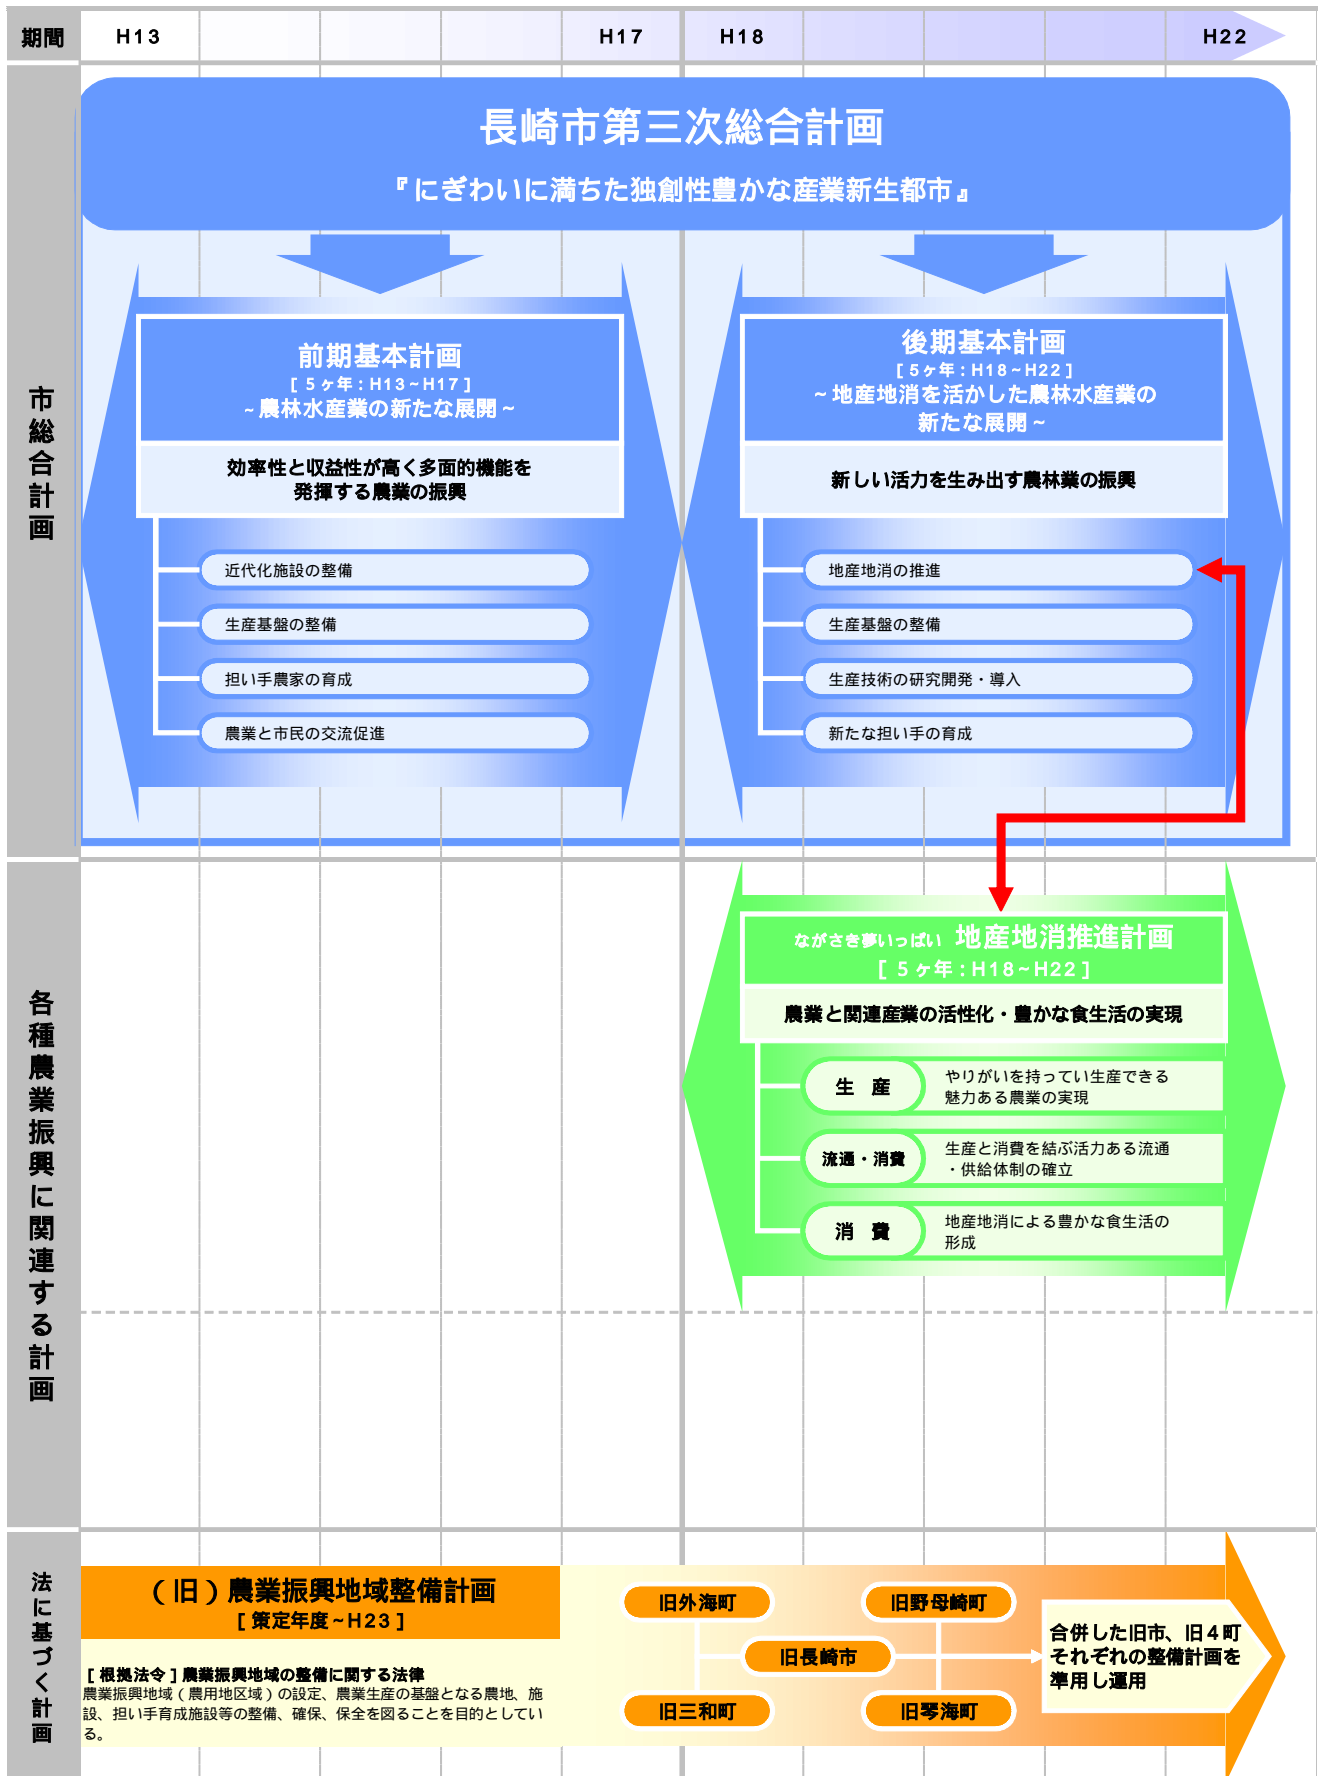 期間
H13
H17
H18
H22
市総合計画
長崎市第三次総合計画
『にぎわいに満ちた独創性豊かな産業新生都市』
前期基本計画
[ 5ヶ年：H13~H17 ]
~農林水産業の新たな展開~
効率性と収益性が高く多面的機能を
発揮する農業の振興
近代化施設の整備
生産基盤の整備
担い手農家の育成
農業と市民の交流促進
後期基本計画
[ 5ヶ年：H18~H22 ]
~地産地消を活かした農林水産業の
新たな展開~
新しい活力を生み出す農林業の振興
地産地消の推進
生産基盤の整備
生産技術の研究開発・導入
新たな担い手の育成
各種農業振興に関連する計画
ながさき夢いっぱい 地産地消推進計画
[ 5ヶ年：H18~H22 ]
農業と関連産業の活性化・豊かな食生活の実現
生 産
やりがいを持ってい生産できる
魅力ある農業の実現
流通・消費
生産と消費を結ぶ活力ある流通
・供給体制の確立
消 費
地産地消による豊かな食生活の
形成
法に基づく計画
（旧）農業振興地域整備計画
[ 策定年度~H23 ]
[ 根拠法令 ] 農業振興地域の整備に関する法律
農業振興地域（農用地区域）の設定、農業生産の基盤となる農地、施
設、担い手育成施設等の整備、確保、保全を図ることを目的としてい
る。
旧外海町
旧野母崎町
旧長崎市
旧三和町
旧琴海町
合併した旧市、旧４町
それぞれの整備計画を
準用し運用